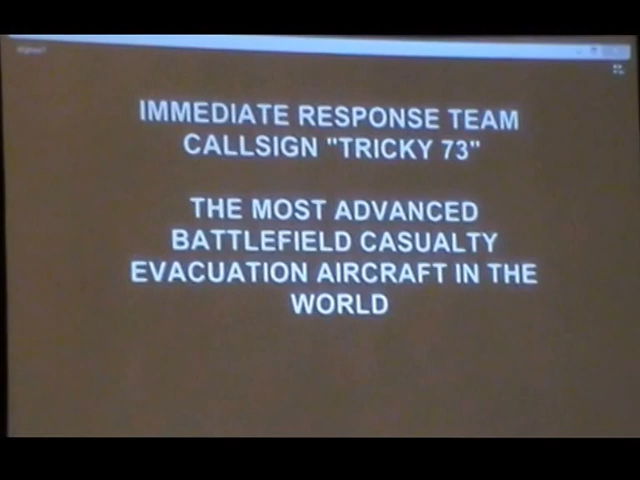 IMMEDIATE RESPONSE TEAM
CALLSIGN "TRICKY 73"
THE MOST ADVANCED
BATTLEFIELD CASUALTY
EVACUATION AIRCRAFT IN THE
WORLD